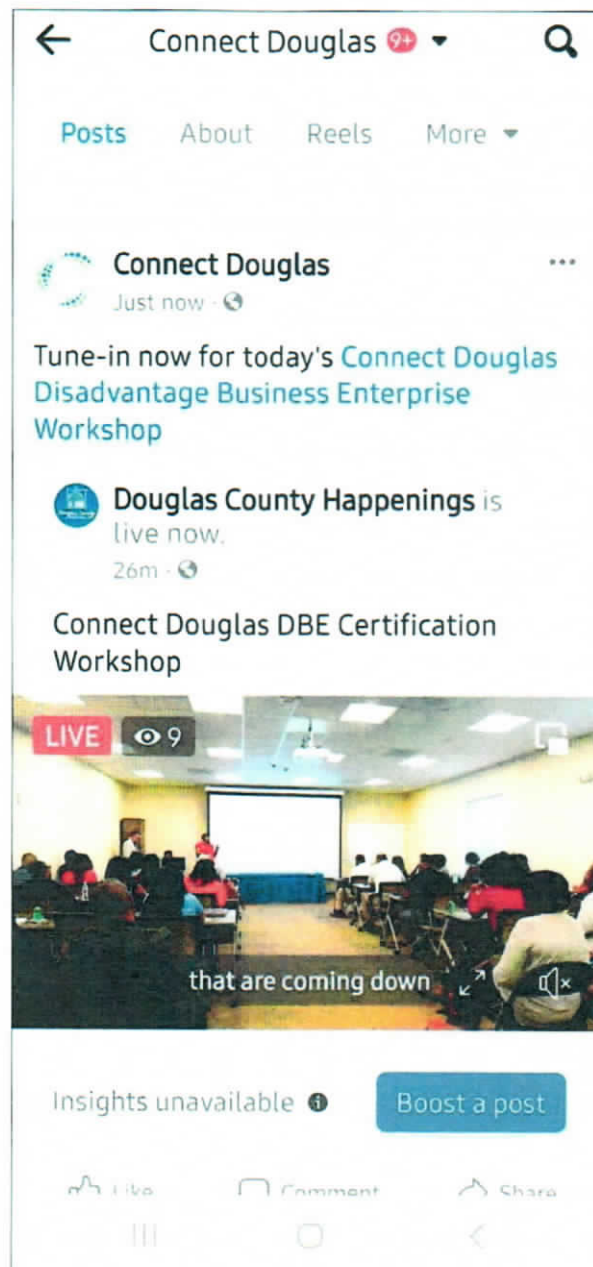 Connect Douglas 9+
Posts About Reels More
Connect Douglas
Just now ·
Tune-in now for today's Connect Douglas
Disadvantage Business Enterprise
Workshop
Douglas County Happenings is
live now.
26m ·
Connect Douglas DBE Certification
Workshop
LIVE 9
that are coming down
Insights unavailable
Boost a post
Like Comment Share